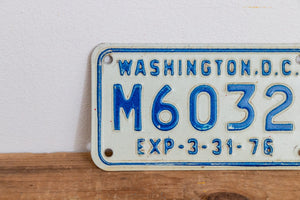 WASHINGTON, D.C.
M6032
EXP-3-31-76